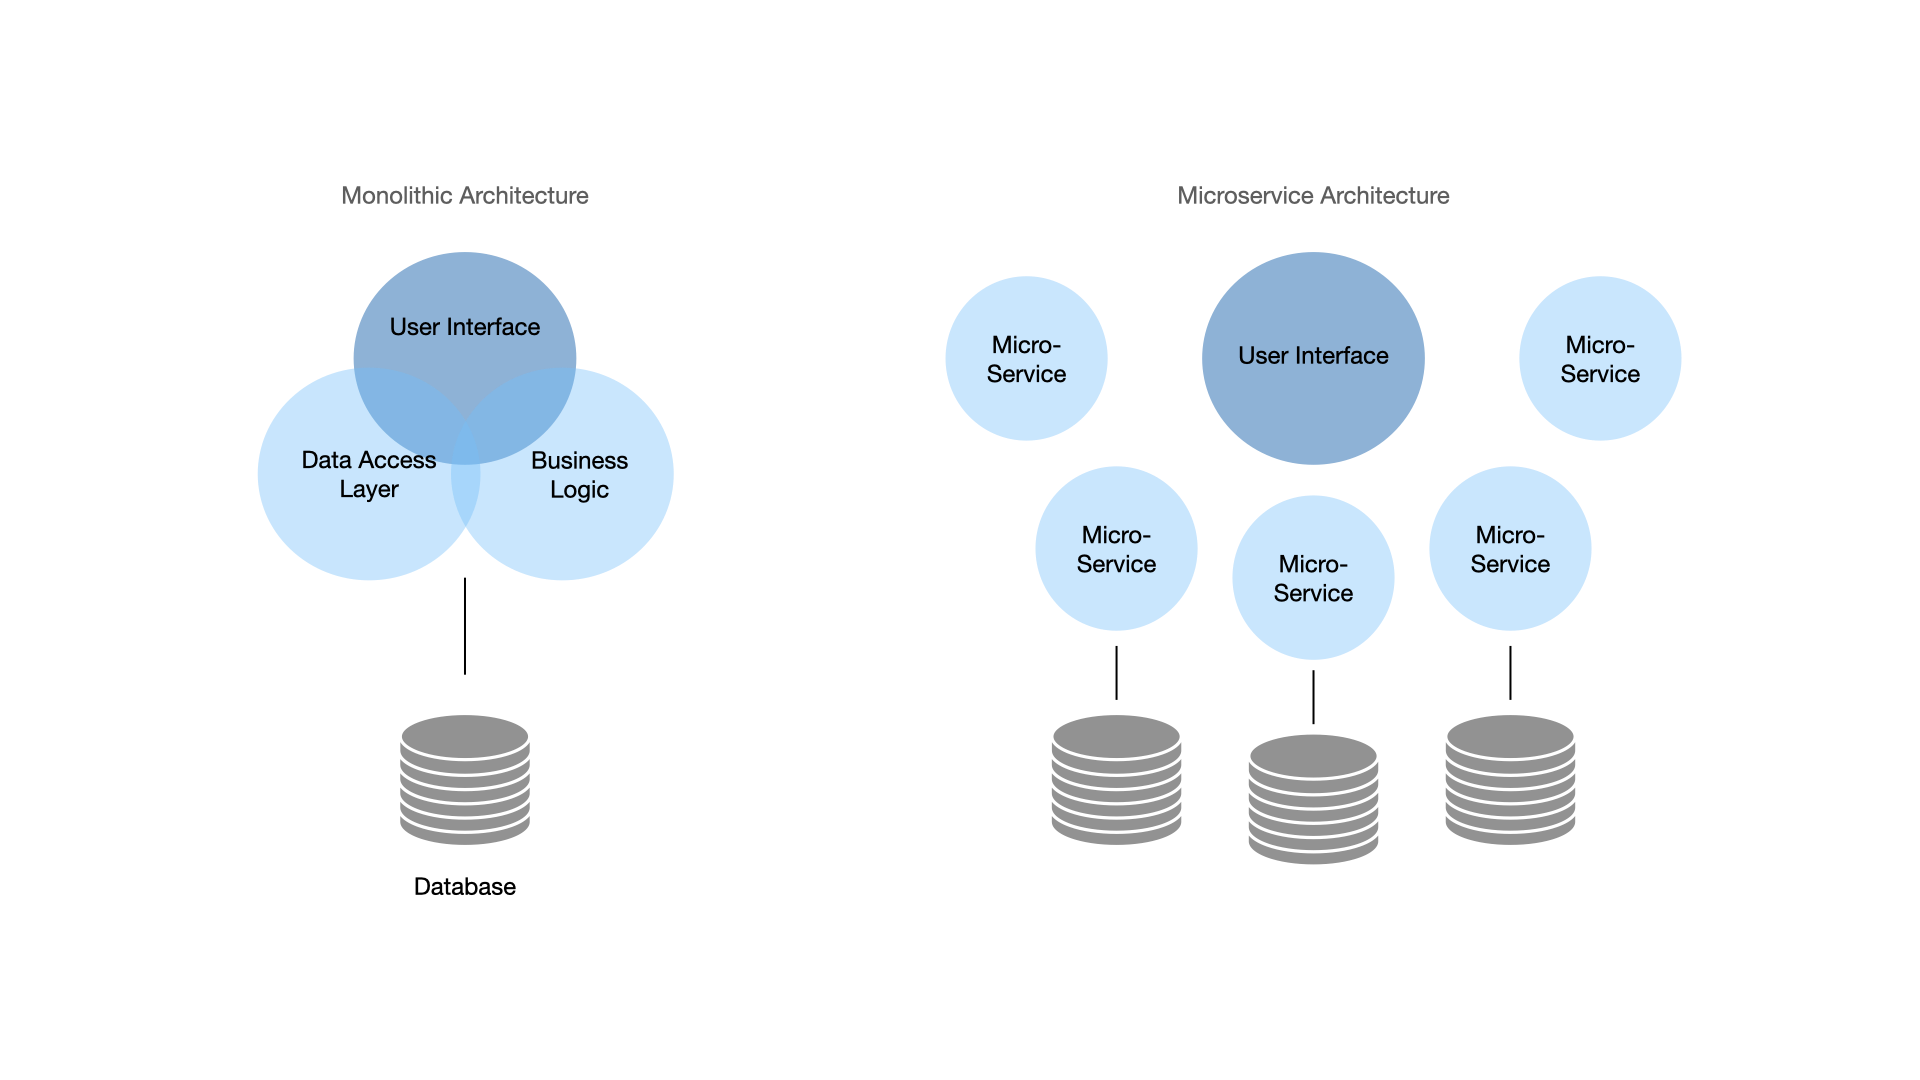 Monolithic Architecture
User Interface
Data Access
Layer
Business
Logic
Database
Microservice Architecture
Micro-
Service
User Interface
Micro-
Service
Micro-
Service
Micro-
Service
Micro-
Service